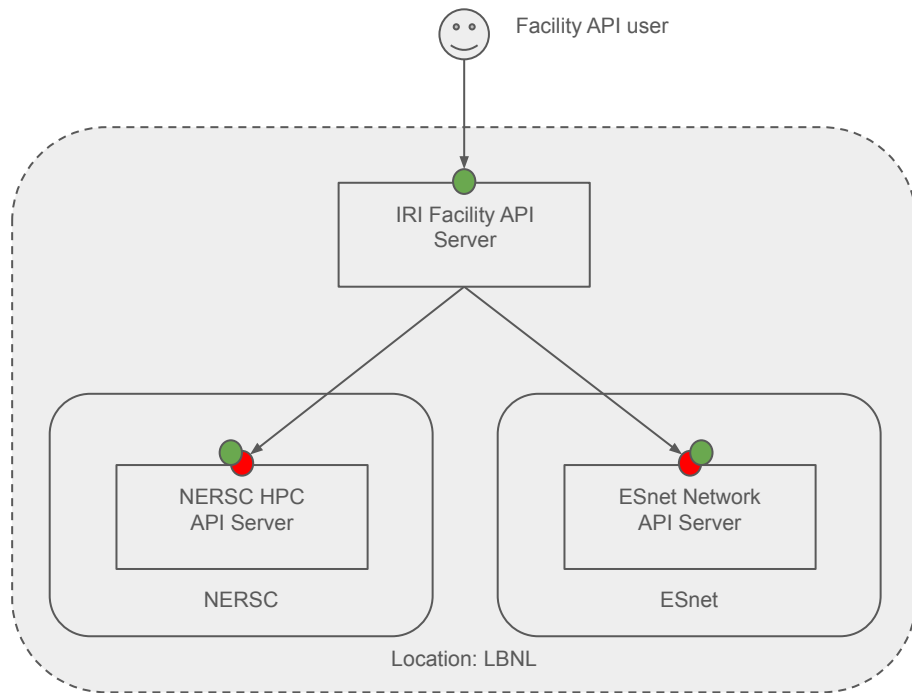 Facility API user
IRI Facility API
Server
NERSC HPC
API Server
NERSC
ESnet Network
API Server
ESnet
Location: LBNL